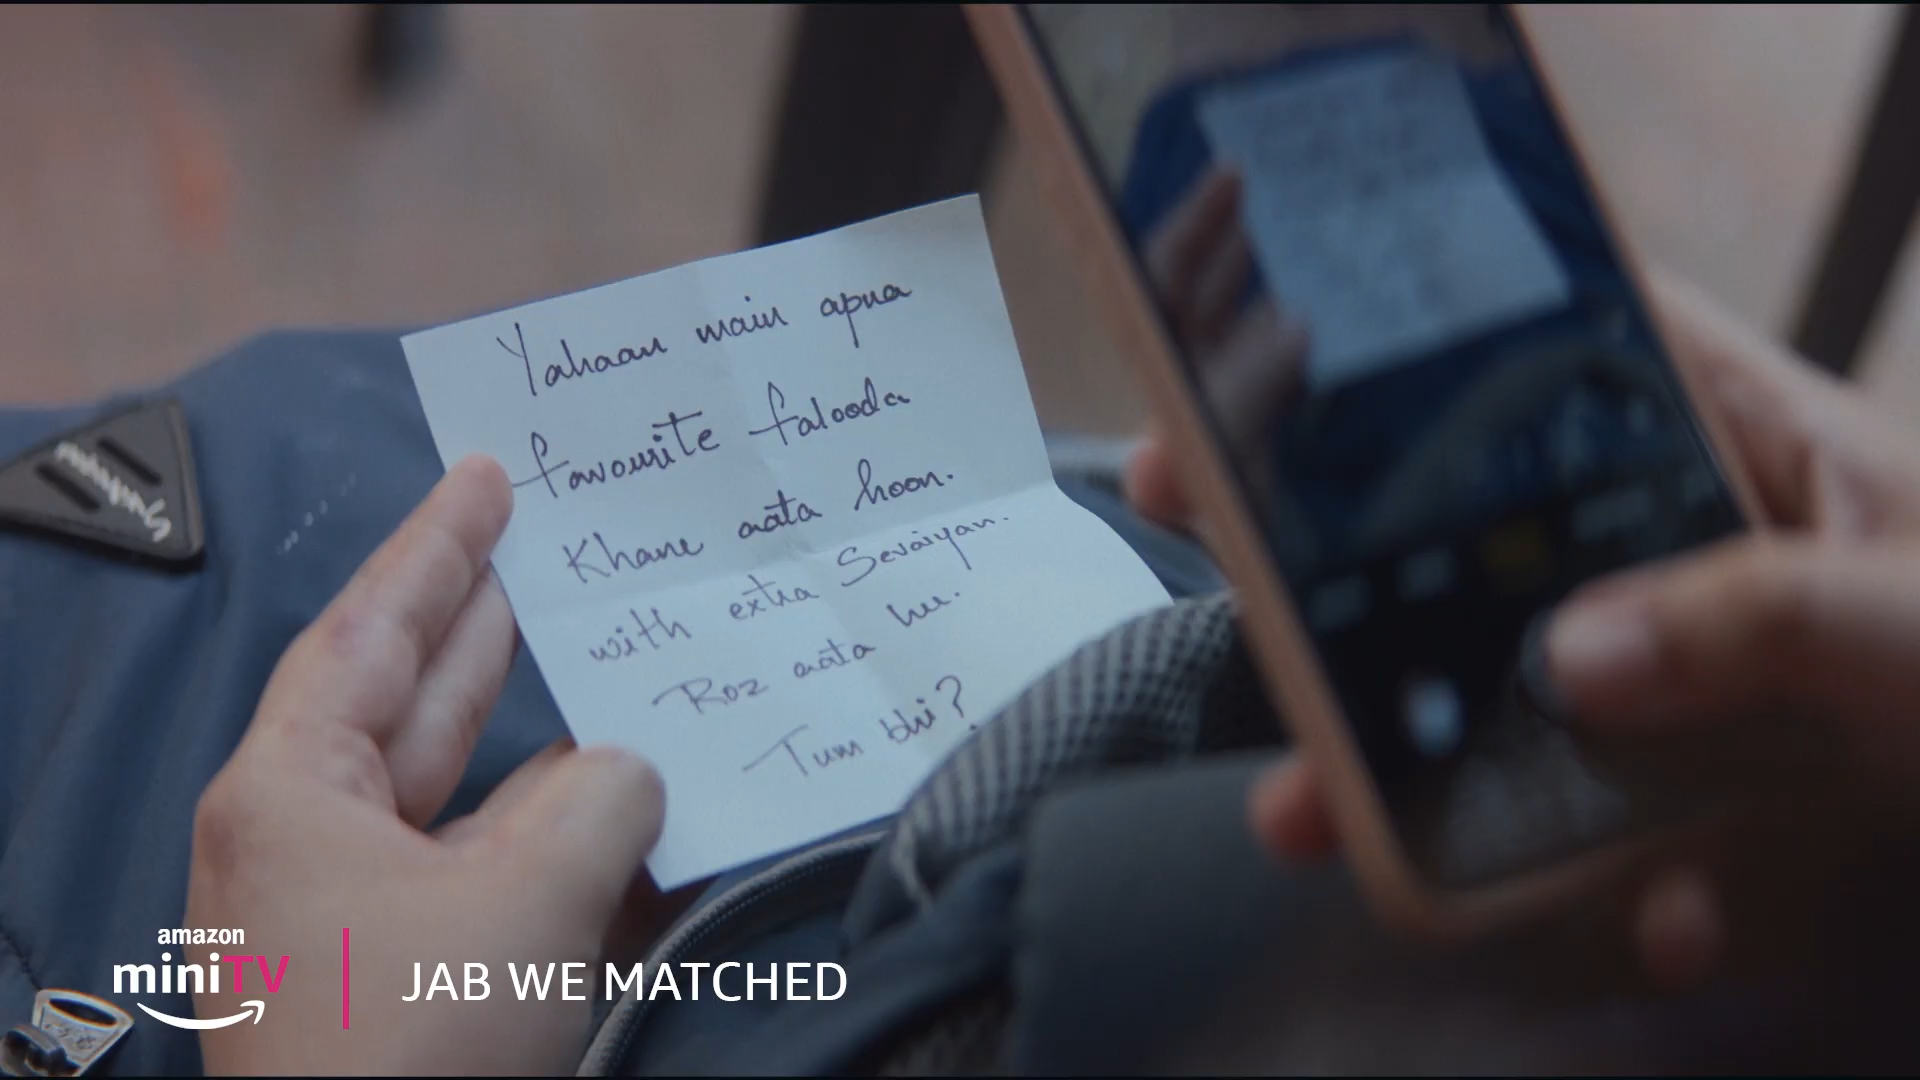 Yahaan main apna
favourite falooda
Khane aata hoon.
with extra Sevaiyan.
Roz aata hu.
Tum bhi?
amazon
miniTV
JAB WE MATCHED